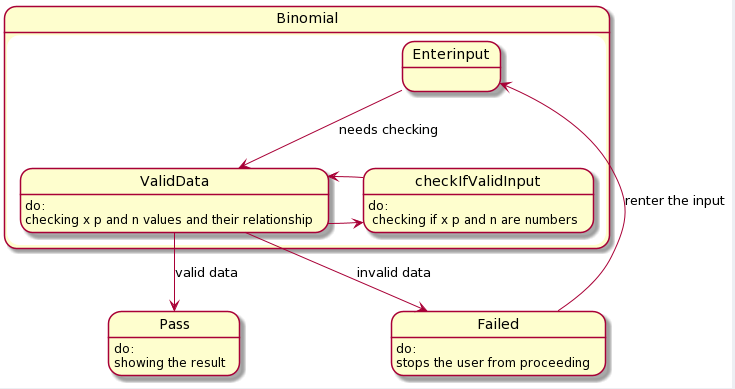 Binomial
Enterinput
needs checking
ValidData
do:
checking x p and n values and their relationship
checkIfValidInput
do:
checking if x p and n are numbers
renter the input
valid data
invalid data
Pass
do:
showing the result
Failed
do:
stops the user from proceeding